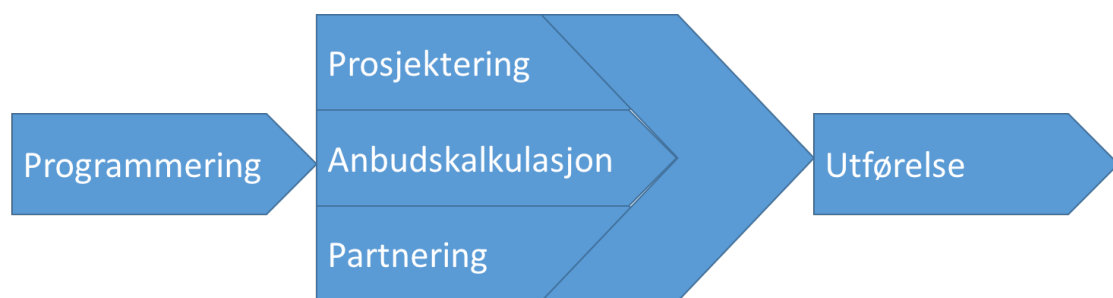 Programmering
Prosjektering
Anbudskalkulasjon
Partnering
Utførelse